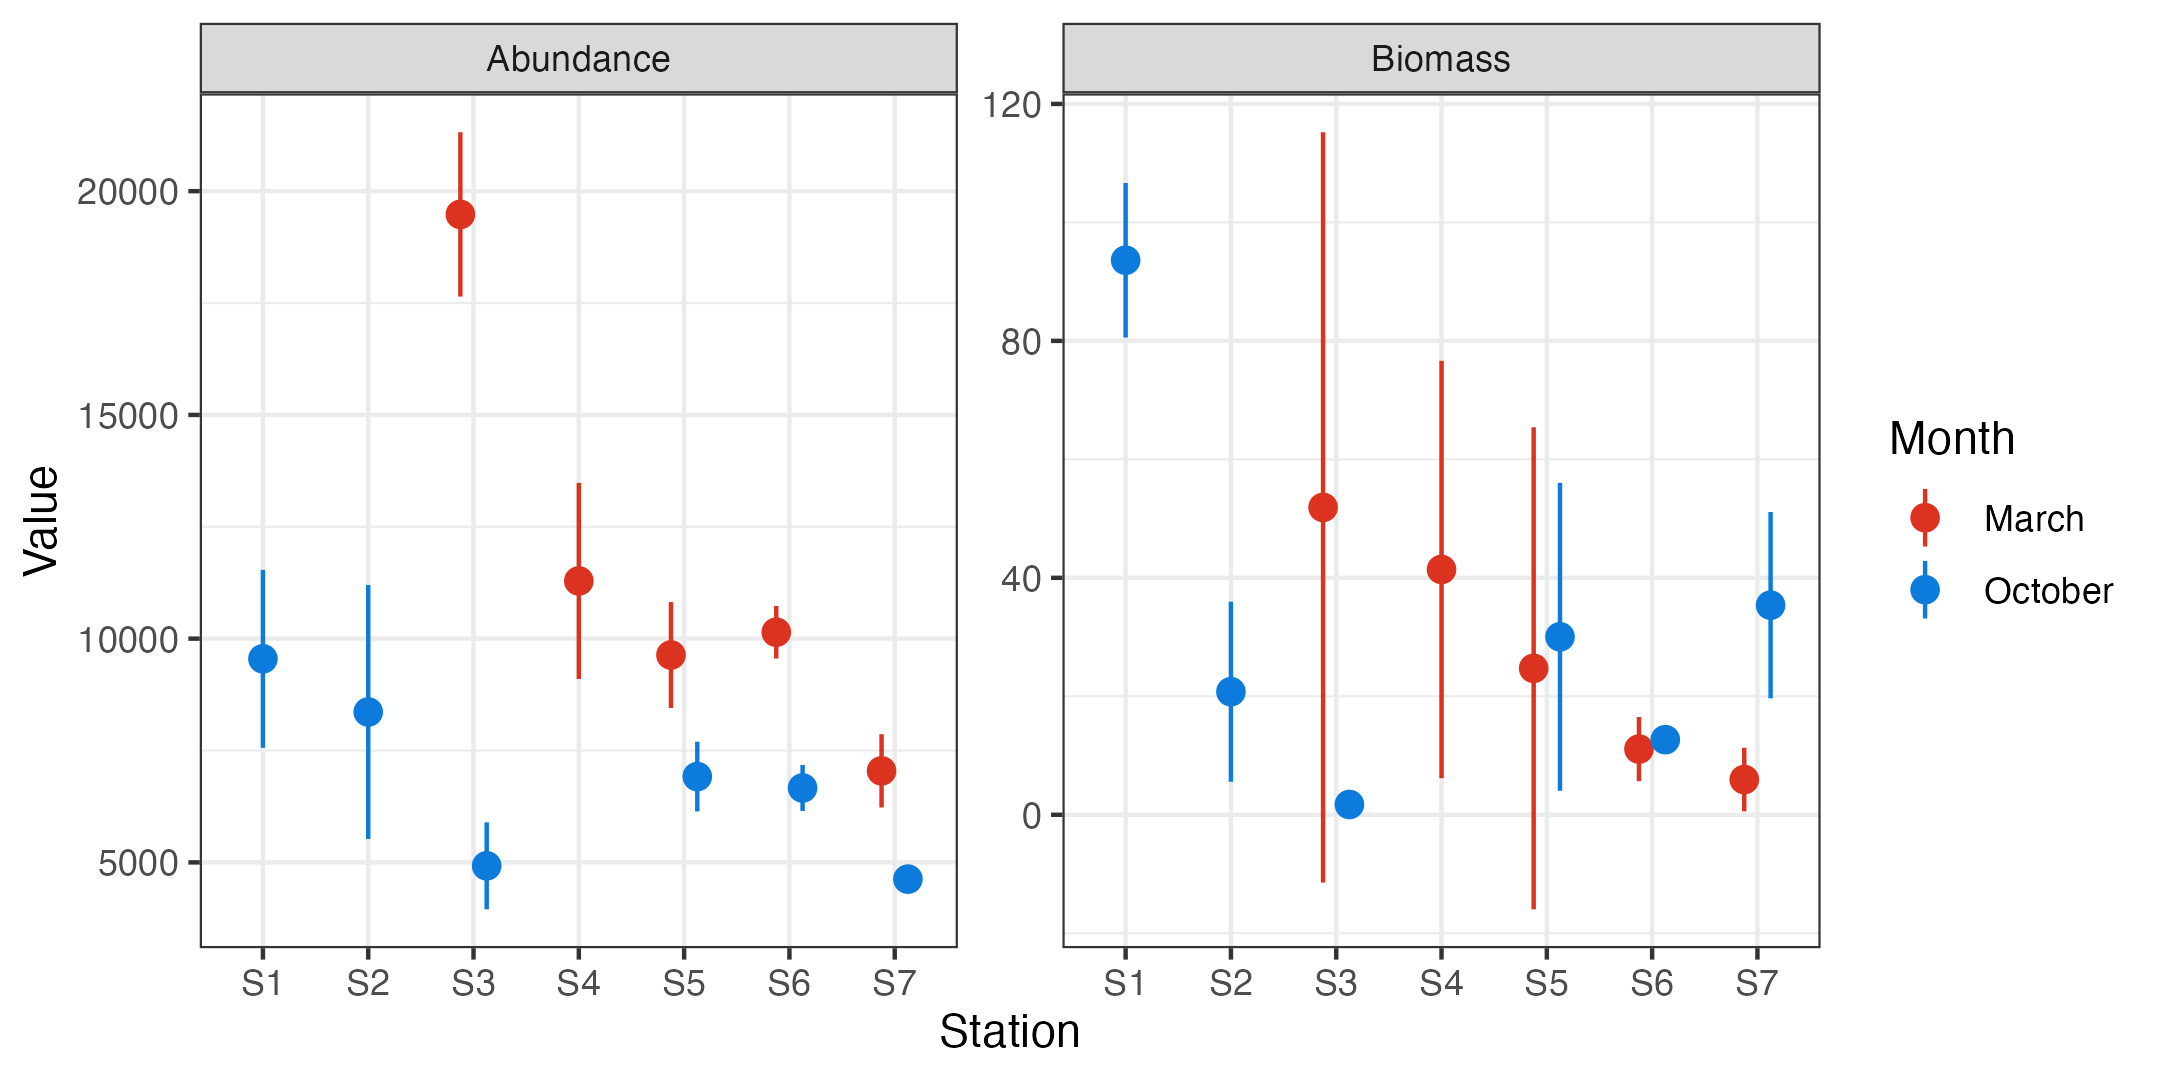 Abundance
Biomass
Value
20000
15000
10000
5000
120
80
40
0
S1 S2 S3 S4 S5 S6 S7
S1 S2 S3 S4 S5 S6 S7
Station
Month
March
October